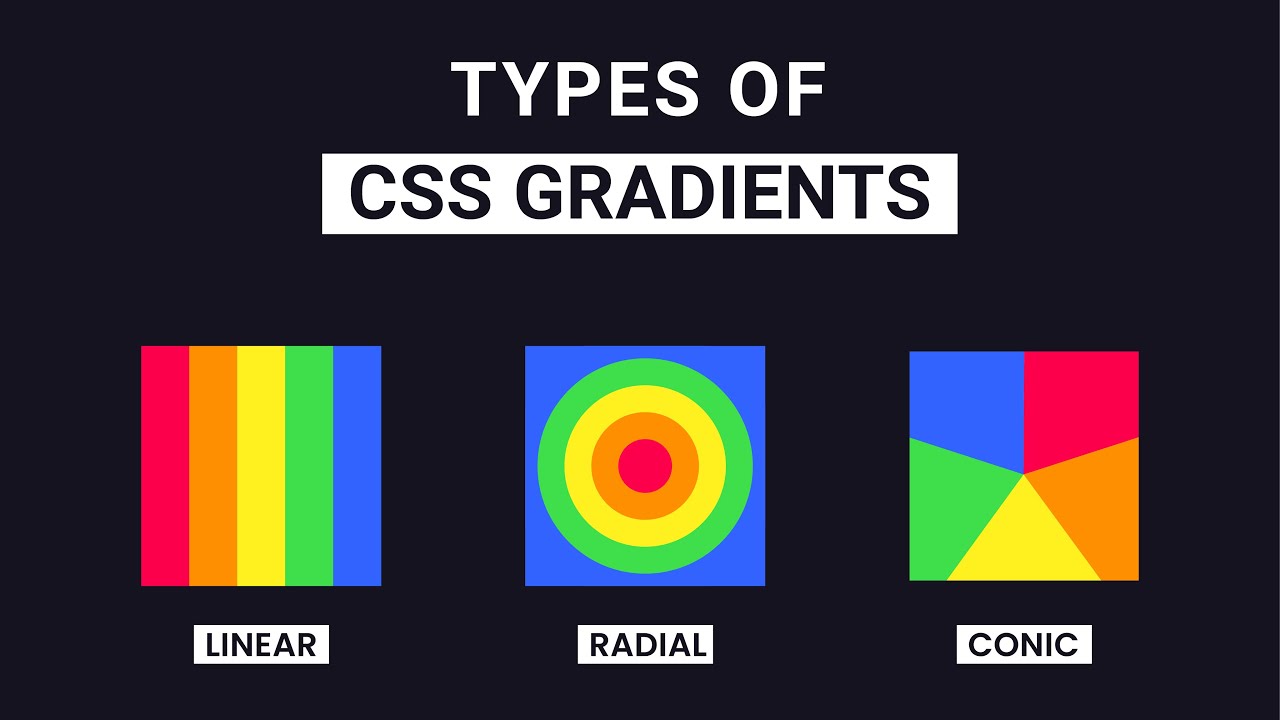 TYPES OF
CSS GRADIENTS
LINEAR
RADIAL
CONIC